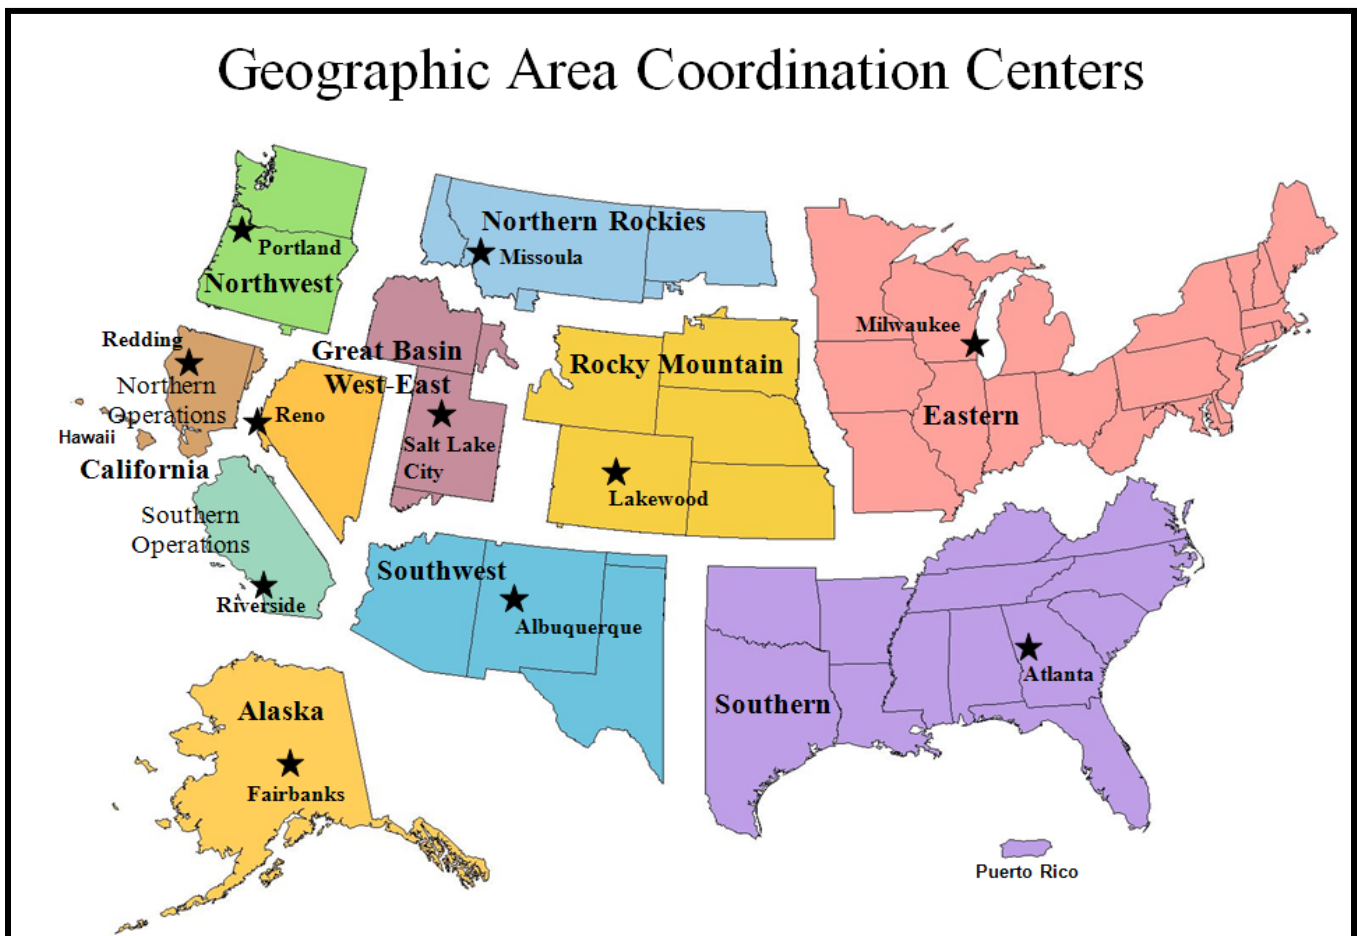 Geographic Area Coordination Centers
Portland
Northwest
Northern Rockies
Missoula
Redding
Northern
Operations
Hawaii
California
Reno
Great Basin
West-East
Salt Lake
City
Rocky Mountain
Lakewood
Milwaukee
Eastern
Southern
Operations
Riverside
Southwest
Albuquerque
Southern
Atlanta
Alaska
Fairbanks
Puerto Rico